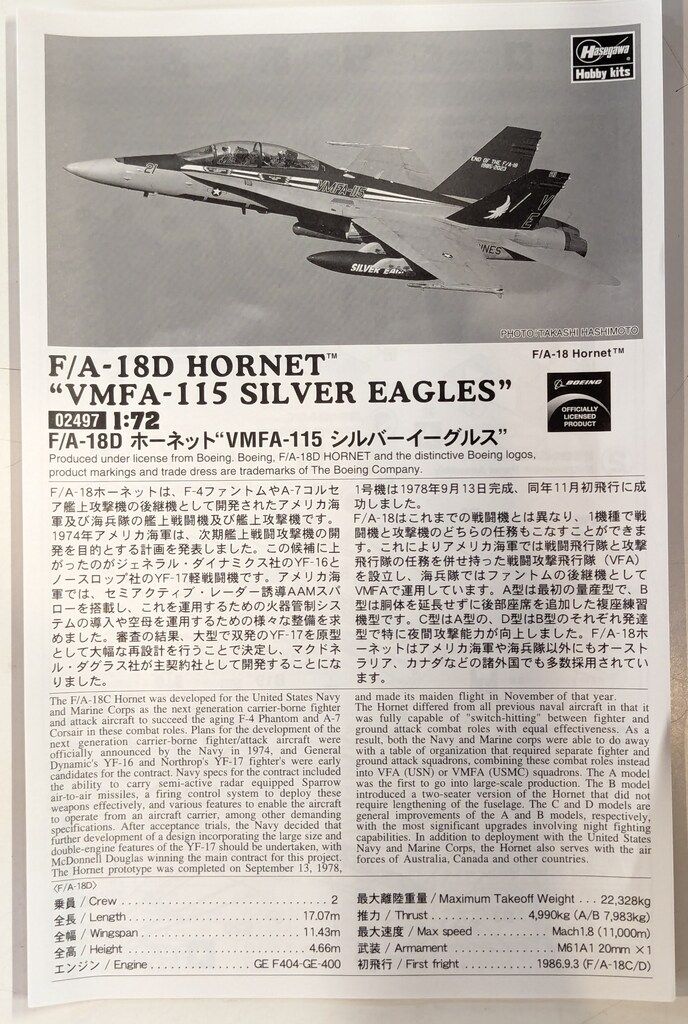 Hasegawa
Hobby kits
END OF THE F/A-18
1985-2023
21
VMFA-115
VE
SILVER EAGLES
PHOTO:TAKASHI HASHIMOTO
F/A-18D HORNET™
F/A-18 Hornet™
“VMFA-115 SILVER EAGLES”
BOEING
OFFICIALLY
LICENSED
PRODUCT
02497 1:72
F/A-18D ホーネット“VMFA-115 シルバーイーグルス”
Produced under license from Boeing. Boeing, F/A-18D HORNET and the distinctive Boeing logos,
product markings and trade dress are trademarks of The Boeing Company.
F/A-18ホーネットは、F-4ファントムやA-7コルセ
ア艦上攻撃機の後継機として開発されたアメリカ海
軍及び海兵隊の艦上戦闘機及び艦上攻撃機です。
1974年アメリカ海軍は、次期艦上戦闘攻撃機の開
発を目的とする計画を発表しました。この候補に上
がったのがジェネラル・ダイナミクス社のYF-16と
ノースロップ社のYF-17軽戦闘機です。アメリカ海
軍では、セミアクティブ・レーダー誘導AAMスパ
ローを搭載し、これを運用するための火器管制シス
テムの導入や空母を運用するための様々な整備を求
めました。審査の結果、大型で双発のYF-17を原型
として大幅な再設計を行うことで決定し、マクドネ
ル・ダグラス社が主契約社として開発することにな
りました。
1号機は1978年9月13日完成、同年11月初飛行に成
功しました。
F/A-18はこれまでの戦闘機とは異なり、1機種で戦
闘機と攻撃機のどちらの任務もこなすことができま
す。これによりアメリカ海軍では戦闘飛行隊と攻撃
飛行隊の任務を併せ持った戦闘攻撃飛行隊（VFA）
を設立し、海兵隊ではファントムの後継機として
VMFAで運用しています。A型は最初の量産型で、B
型は胴体を延長せずに後部座席を追加した複座練習
機型です。C型はA型の、D型はB型のそれぞれ発達
型で特に夜間攻撃能力が向上しました。F/A-18ホ
ーネットはアメリカ海軍や海兵隊以外にもオースト
ラリア、カナダなどの諸外国でも多数採用されてい
ます。
The F/A-18C Hornet was developed for the United States Navy
and Marine Corps as the next generation carrier-borne fighter
and attack aircraft to succeed the aging F-4 Phantom and A-7
Corsair in these combat roles. Plans for the development of the
next generation carrier-borne fighter/attack aircraft were
officially announced by the Navy in 1974, and General
Dynamic's YF-16 and Northrop's YF-17 fighter's were early
candidates for the contract. Navy specs for the contract included
the ability to carry semi-active radar equipped Sparrow
air-to-air missiles, a firing control system to deploy these
weapons effectively, and various features to enable the aircraft
to operate from an aircraft carrier, among other demanding
specifications. After acceptance trials, the Navy decided that
further development of a design incorporating the large size and
double-engine features of the YF-17 should be undertaken, with
McDonnell Douglas winning the main contract for this project.
The Hornet prototype was completed on September 13, 1978,
and made its maiden flight in November of that year.
The Hornet differed from all previous naval aircraft in that it
was fully capable of "switch-hitting" between fighter and
ground attack combat roles with equal effectiveness. As a
result, both the Navy and Marine corps were able to do away
with a table of organization that required separate fighter and
ground attack squadrons, combining these combat roles instead
into VFA (USN) or VMFA (USMC) squadrons. The A model
was the first to go into large-scale production. The B model
introduced a two-seater version of the Hornet that did not
require lengthening of the fuselage. The C and D models are
general improvements of the A and B models, respectively,
with the most significant upgrades involving night fighting
capabilities. In addition to deployment with the United States
Navy and Marine Corps, the Hornet also serves with the air
forces of Australia, Canada and other countries.
〈F/A-18D〉
乗員 / Crew ........................ 2
全長 / Length ........................ 17.07m
全幅 / Wingspan ........................ 11.43m
全高 / Height ........................ 4.66m
エンジン / Engine ............... GE F404-GE-400
最大離陸重量 / Maximum Takeoff Weight ... 22,328kg
推力 / Thrust ............ 4,990kg (A/B 7,983kg)
最大速度 / Max speed ........... Mach1.8 (11,000m)
武装 / Armament ............... M61A1 20mm ×1
初飛行 / First fright ........... 1986.9.3 (F/A-18C/D)